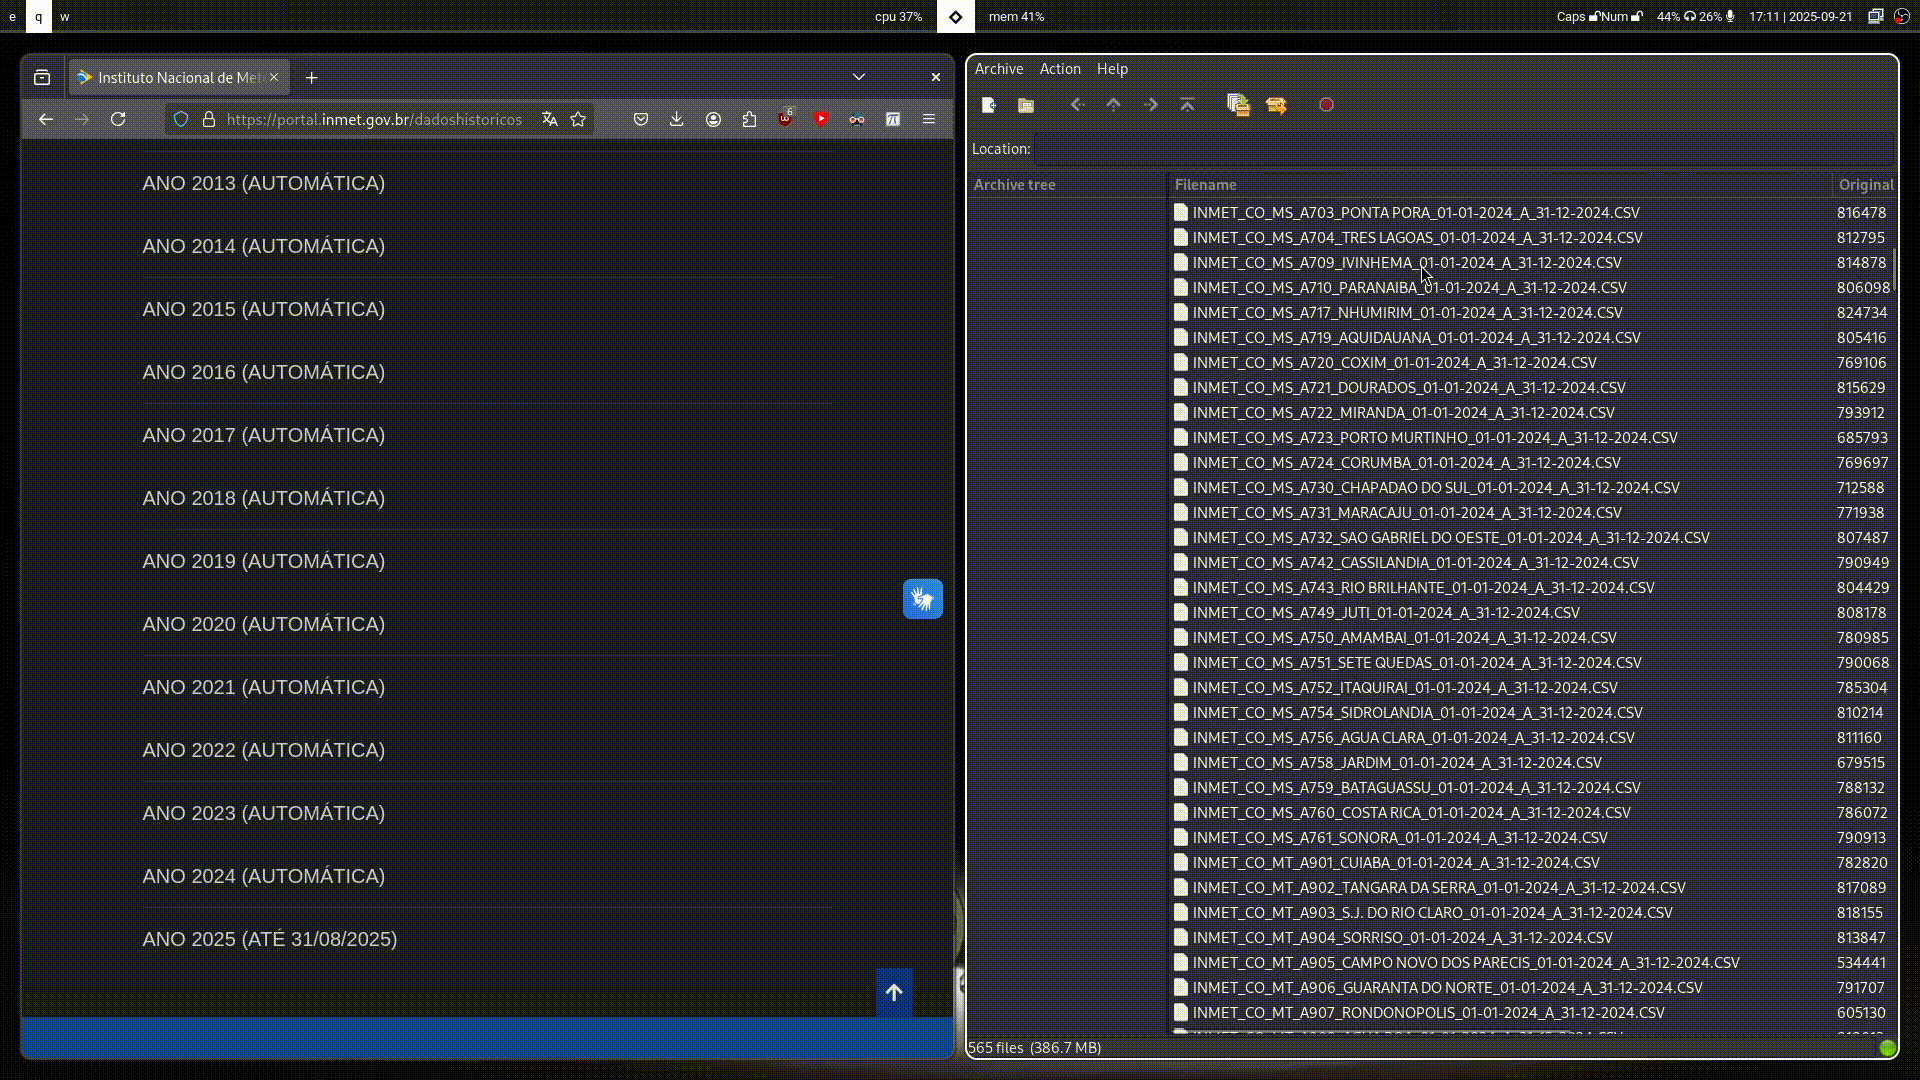 e q w
cpu 37%
mem 41%
Caps Num 44% 26% 17:11 | 2025-09-21
Instituto Nacional de Met
https://portal.inmet.gov.br/dadoshistoricos
6
ANO 2013 (AUTOMÁTICA)
ANO 2014 (AUTOMÁTICA)
ANO 2015 (AUTOMÁTICA)
ANO 2016 (AUTOMÁTICA)
ANO 2017 (AUTOMÁTICA)
ANO 2018 (AUTOMÁTICA)
ANO 2019 (AUTOMÁTICA)
ANO 2020 (AUTOMÁTICA)
ANO 2021 (AUTOMÁTICA)
ANO 2022 (AUTOMÁTICA)
ANO 2023 (AUTOMÁTICA)
ANO 2024 (AUTOMÁTICA)
ANO 2025 (ATÉ 31/08/2025)
Archive Action Help
Location:
Archive tree Filename Original
INMET_CO_MS_A703_PONTA PORA_01-01-2024_A_31-12-2024.CSV 816478
INMET_CO_MS_A704_TRES LAGOAS_01-01-2024_A_31-12-2024.CSV 812795
INMET_CO_MS_A709_IVINHEMA_01-01-2024_A_31-12-2024.CSV 814878
INMET_CO_MS_A710_PARANAIBA_01-01-2024_A_31-12-2024.CSV 806098
INMET_CO_MS_A717_NHUMIRIM_01-01-2024_A_31-12-2024.CSV 824734
INMET_CO_MS_A719_AQUIDAUANA_01-01-2024_A_31-12-2024.CSV 805416
INMET_CO_MS_A720_COXIM_01-01-2024_A_31-12-2024.CSV 769106
INMET_CO_MS_A721_DOURADOS_01-01-2024_A_31-12-2024.CSV 815629
INMET_CO_MS_A722_MIRANDA_01-01-2024_A_31-12-2024.CSV 793912
INMET_CO_MS_A723_PORTO MURTINHO_01-01-2024_A_31-12-2024.CSV 685793
INMET_CO_MS_A724_CORUMBA_01-01-2024_A_31-12-2024.CSV 769697
INMET_CO_MS_A730_CHAPADAO DO SUL_01-01-2024_A_31-12-2024.CSV 712588
INMET_CO_MS_A731_MARACAJU_01-01-2024_A_31-12-2024.CSV 771938
INMET_CO_MS_A732_SAO GABRIEL DO OESTE_01-01-2024_A_31-12-2024.CSV 807487
INMET_CO_MS_A742_CASSILANDIA_01-01-2024_A_31-12-2024.CSV 790949
INMET_CO_MS_A743_RIO BRILHANTE_01-01-2024_A_31-12-2024.CSV 804429
INMET_CO_MS_A749_JUTI_01-01-2024_A_31-12-2024.CSV 808178
INMET_CO_MS_A750_AMAMBAI_01-01-2024_A_31-12-2024.CSV 780985
INMET_CO_MS_A751_SETE QUEDAS_01-01-2024_A_31-12-2024.CSV 790068
INMET_CO_MS_A752_ITAQUIRAI_01-01-2024_A_31-12-2024.CSV 785304
INMET_CO_MS_A754_SIDROLANDIA_01-01-2024_A_31-12-2024.CSV 810214
INMET_CO_MS_A756_AGUA CLARA_01-01-2024_A_31-12-2024.CSV 811160
INMET_CO_MS_A758_JARDIM_01-01-2024_A_31-12-2024.CSV 679515
INMET_CO_MS_A759_BATAGUASSU_01-01-2024_A_31-12-2024.CSV 788132
INMET_CO_MS_A760_COSTA RICA_01-01-2024_A_31-12-2024.CSV 786072
INMET_CO_MS_A761_SONORA_01-01-2024_A_31-12-2024.CSV 790913
INMET_CO_MT_A901_CUIABA_01-01-2024_A_31-12-2024.CSV 782820
INMET_CO_MT_A902_TANGARA DA SERRA_01-01-2024_A_31-12-2024.CSV 817089
INMET_CO_MT_A903_S.J. DO RIO CLARO_01-01-2024_A_31-12-2024.CSV 818155
INMET_CO_MT_A904_SORRISO_01-01-2024_A_31-12-2024.CSV 813847
INMET_CO_MT_A905_CAMPO NOVO DOS PARECIS_01-01-2024_A_31-12-2024.CSV 534441
INMET_CO_MT_A906_GUARANTA DO NORTE_01-01-2024_A_31-12-2024.CSV 791707
INMET_CO_MT_A907_RONDONOPOLIS_01-01-2024_A_31-12-2024.CSV 605130
565 files (386.7 MB)